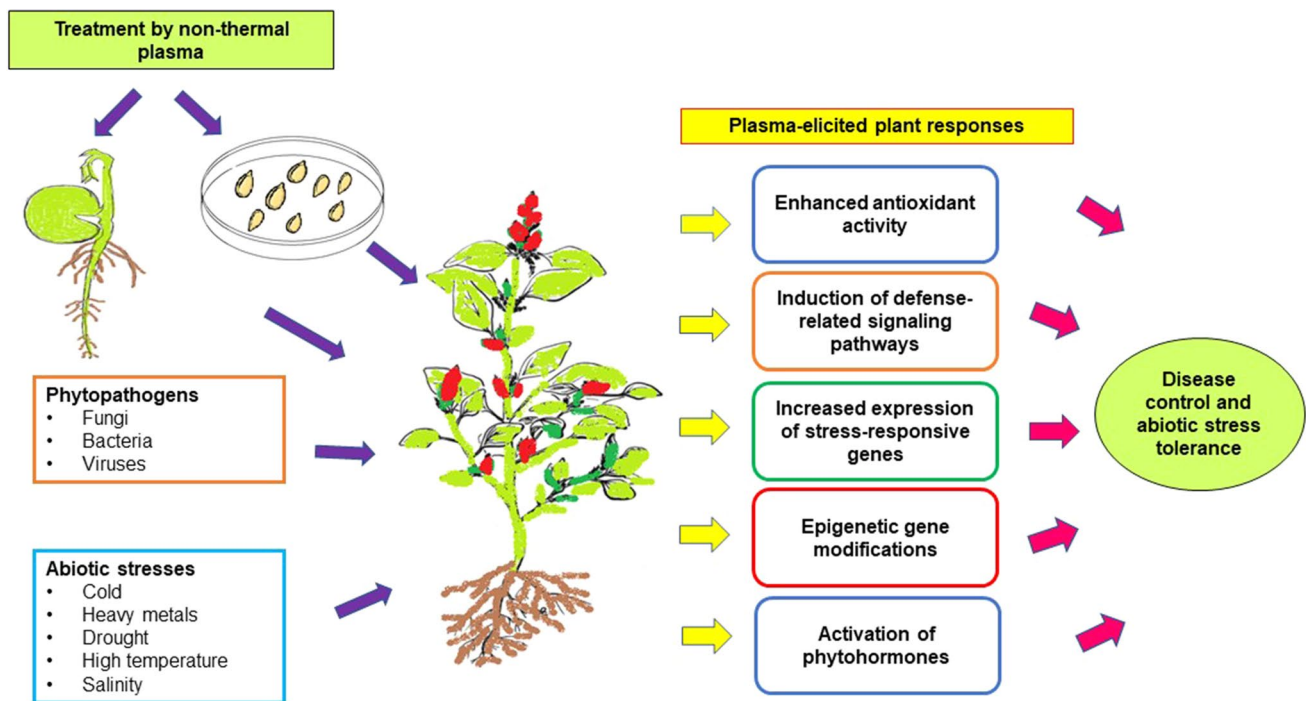 Treatment by non-thermal
plasma
Phytopathogens
• Fungi
• Bacteria
• Viruses
Abiotic stresses
• Cold
• Heavy metals
• Drought
• High temperature
• Salinity
Plasma-elicited plant responses
Enhanced antioxidant
activity
Induction of defense-
related signaling
pathways
Increased expression
of stress-responsive
genes
Epigenetic gene
modifications
Activation of
phytohormones
Disease
control and
abiotic stress
tolerance